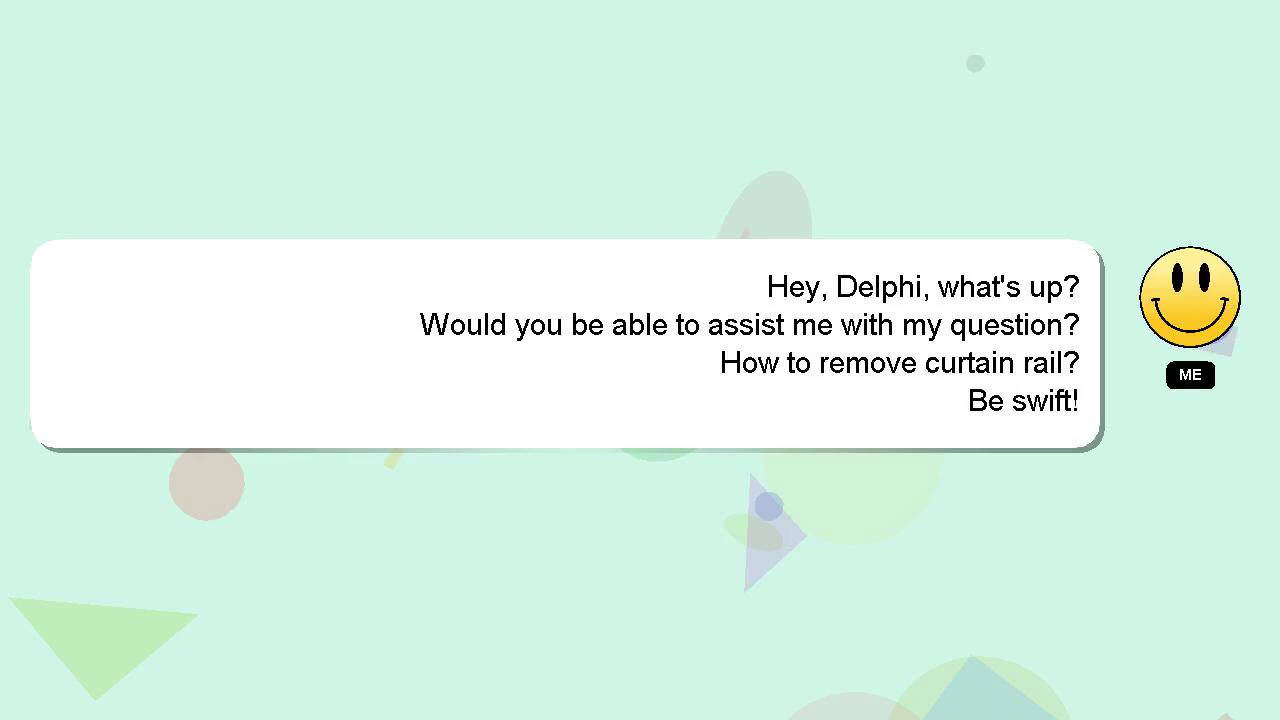 Hey, Delphi, what's up?
Would you be able to assist me with my question?
How to remove curtain rail?
Be swift!
ME